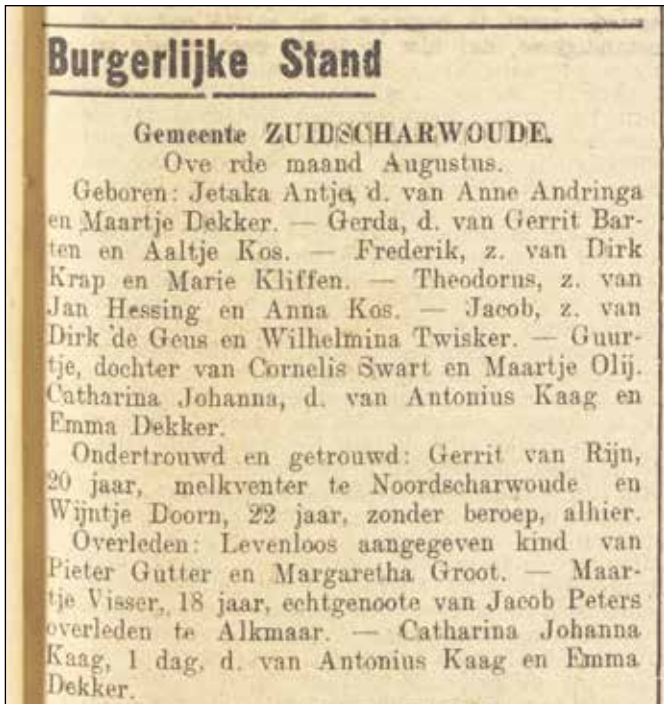 Burgerlijke Stand
Gemeente ZUIDSCHARWOUDE.
Ove rde maand Augustus.
Geboren: Jetaka Antje, d. van Anne Andringa
en Maartje Dekker. — Gerda, d. van Gerrit Bar-
ten en Aaltje Kos. — Frederik, z. van Dirk
Krap en Marie Kliffen. — Theodorus, z. van
Jan Hessing en Anna Kos. — Jacob, z. van
Dirk de Geus en Wilhelmina Twisker. — Guur-
tje, dochter van Cornelis Swart en Maartje Olij.
Catharina Johanna, d. van Antonius Kaag en
Emma Dekker.
Ondertrouwd en getrouwd: Gerrit van Rijn,
20 jaar, melkventer te Noordscharwoude en
Wijntje Doorn, 22 jaar, zonder beroep, alhier.
Overleden: Levenloos aangegeven kind van
Pieter Gutter en Margaretha Groot. — Maar-
tje Visser, 18 jaar, echtgenoote van Jacob Peters
overleden te Alkmaar. — Catharina Johanna
Kaag, 1 dag, d. van Antonius Kaag en Emma
Dekker.